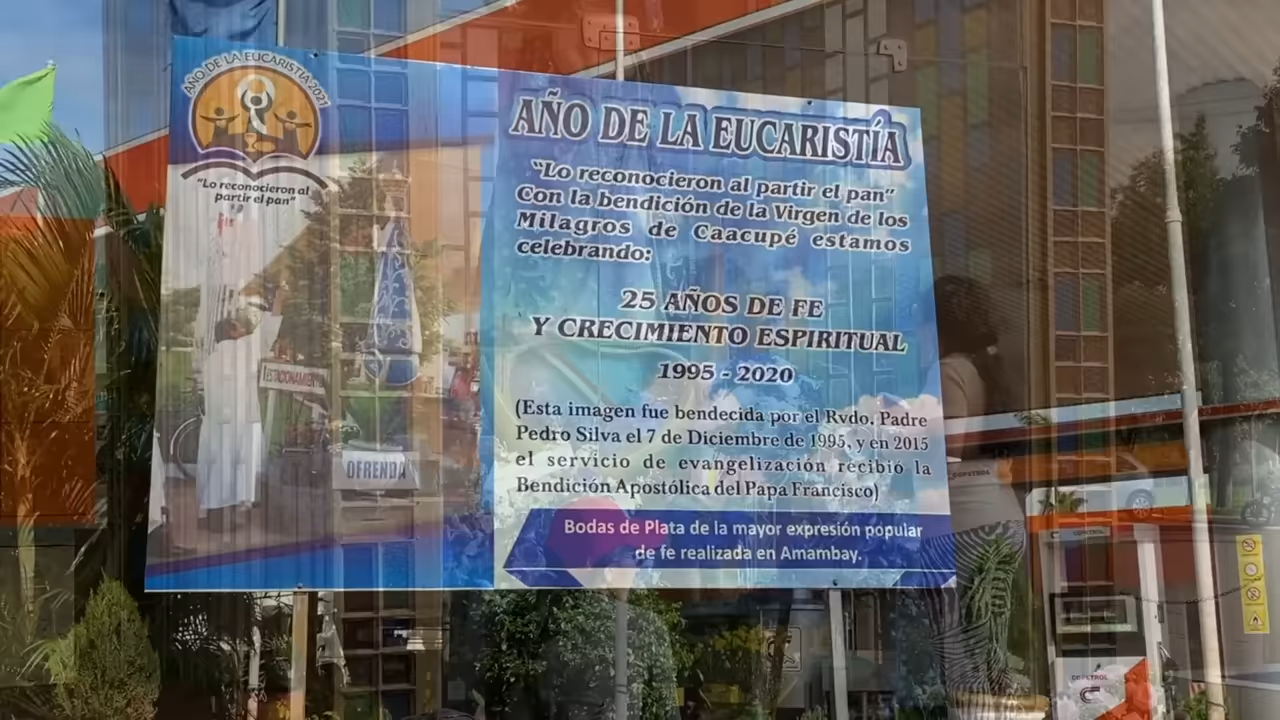 AÑO DE LA EUCARISTIA 2021
"Lo reconocieron al
partir el pan"
ESTACIONAMIENTO
OFRENDA
AÑO DE LA EUCARISTÍA
"Lo reconocieron al partir el pan"
Con la bendición de la Virgen de los
Milagros de Caacupé estamos
celebrando:
25 AÑOS DE FE
Y CRECIMIENTO ESPIRITUAL
1995 - 2020
(Esta imagen fue bendecida por el Rvdo. Padre
Pedro Silva el 7 de Diciembre de 1995, y en 2015
el servicio de evangelización recibió la
Bendición Apostólica del Papa Francisco)
Bodas de Plata de la mayor expresión popular
de fe realizada en Amambay.
COPETROL
COPETROL
COPETROL